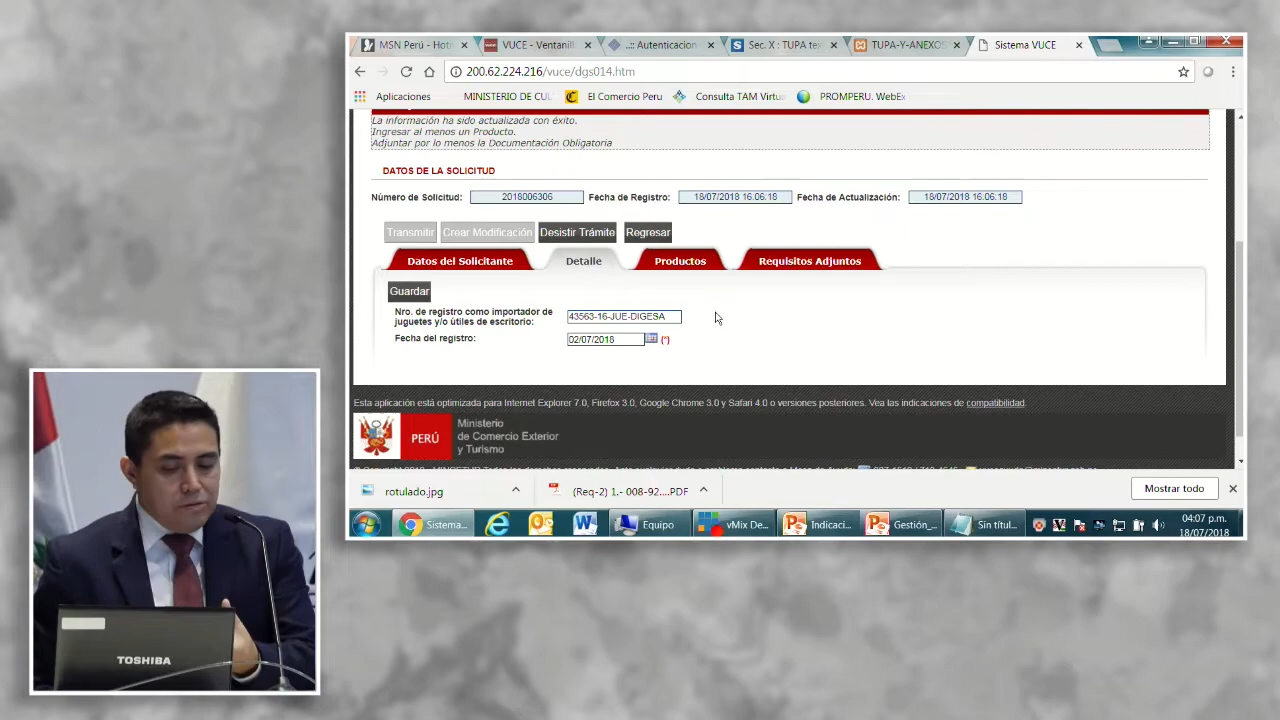 MSN Perú - Hotm
VUCE - Ventanill
..:: Autenticacion
Sec. X : TUPA te
TUPA-Y-ANEXOS
Sistema VUCE
200.62.224.216/vuce/dgs014.htm
Aplicaciones
MINISTERIO DE CUL
El Comercio Peru
Consulta TAM Virtua
PROMPERU. WebEx
La información ha sido actualizada con éxito.
Ingresar al menos un Producto.
Adjuntar por lo menos la Documentación Obligatoria
DATOS DE LA SOLICITUD
Número de Solicitud: 2018006306 Fecha de Registro: 18/07/2018 16:06:18 Fecha de Actualización: 18/07/2018 16:06:18
Transmitir Crear Modificación Desistir Trámite Regresar
Datos del Solicitante Detalle Productos Requisitos Adjuntos
Guardar
Nro. de registro como importador de
juguetes y/o útiles de escritorio: 43563-16-JUE-DIGESA
Fecha del registro: 02/07/2018 (*)
Esta aplicación está optimizada para Internet Explorer 7.0, Firefox 3.0, Google Chrome 3.0 y Safari 4.0 o versiones posteriores. Vea las indicaciones de compatibilidad.
PERÚ
Ministerio
de Comercio Exterior
y Turismo
rotulado.jpg
(Req-2) 1.- 008-92....PDF
Mostrar todo
Sistema...
Equipo
vMix De...
Indicaci...
Gestión_...
Sin títul...
04:07 p.m.
18/07/2018
TOSHIBA